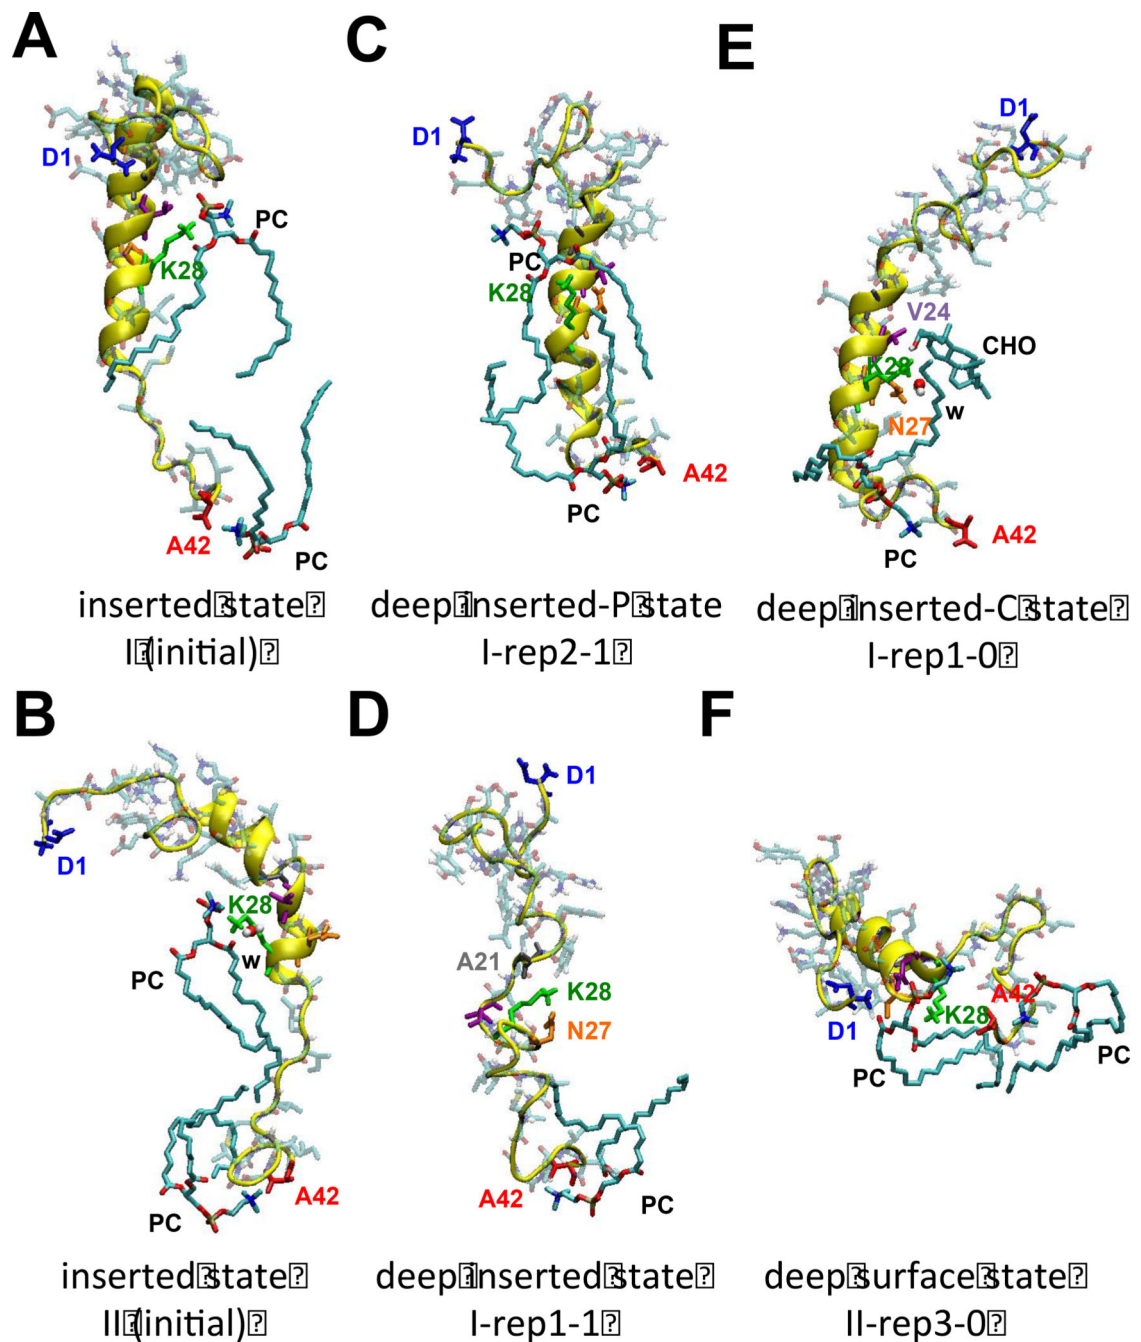 A
C
E
D1
PC
K28
A42
PC
D1
PC
K28
A42
PC
D1
V24
CHO
K28
W
N27
A42
PC
inserted state
I (initial)
deep inserted-P state
I-rep2-1
deep inserted-C state
I-rep1-0
B
D
F
D1
K28
W
PC
A42
PC
D1
A21
K28
N27
A42
PC
D1
K28
A42
PC
PC
inserted state
II (initial)
deep inserted state
I-rep1-1
deep surface state
II-rep3-0